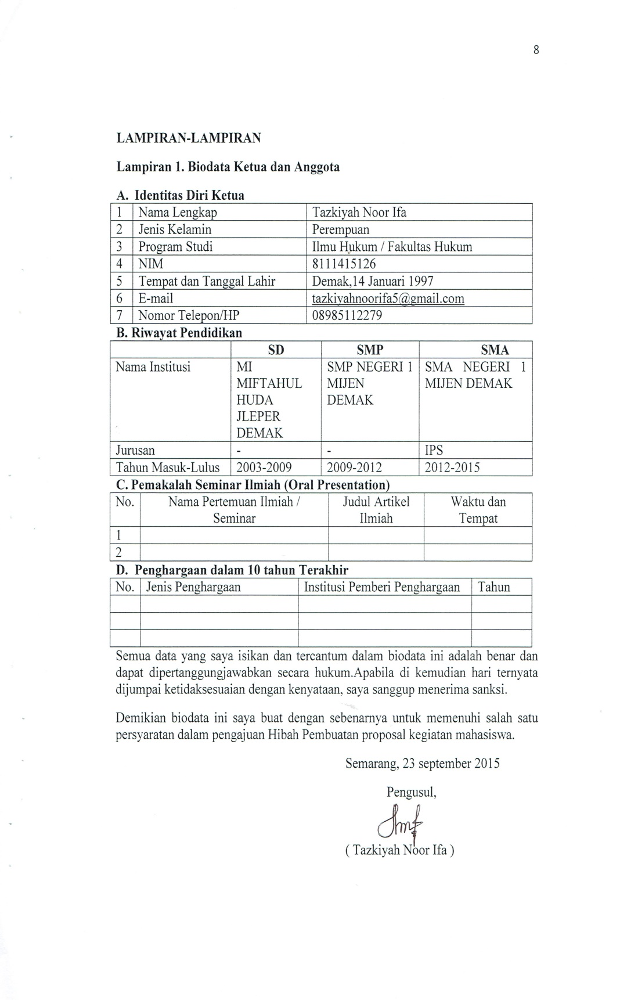 8
LAMPIRAN-LAMPIRAN
Lampiran 1. Biodata Ketua dan Anggota
A. Identitas Diri Ketua
1 Nama Lengkap Tazkiyah Noor Ifa
2 Jenis Kelamin Perempuan
3 Program Studi Ilmu Hukum / Fakultas Hukum
4 NIM 8111415126
5 Tempat dan Tanggal Lahir Demak,14 Januari 1997
6 E-mail tazkiyahnoorifa5@gmail.com
7 Nomor Telepon/HP 08985112279
B. Riwayat Pendidikan
SD SMP SMA
Nama Institusi MI SMP NEGERI 1 SMA NEGERI 1
MIFTAHUL MIJEN MIJEN DEMAK
HUDA DEMAK
JLEPER
DEMAK
Jurusan - - IPS
Tahun Masuk-Lulus 2003-2009 2009-2012 2012-2015
C. Pemakalah Seminar Ilmiah (Oral Presentation)
No. Nama Pertemuan Ilmiah / Judul Artikel Waktu dan
Seminar Ilmiah Tempat
1
2
D. Penghargaan dalam 10 tahun Terakhir
No. Jenis Penghargaan Institusi Pemberi Penghargaan Tahun
Semua data yang saya isikan dan tercantum dalam biodata ini adalah benar dan
dapat dipertanggungjawabkan secara hukum.Apabila di kemudian hari ternyata
dijumpai ketidaksesuaian dengan kenyataan, saya sanggup menerima sanksi.
Demikian biodata ini saya buat dengan sebenarnya untuk memenuhi salah satu
persyaratan dalam pengajuan Hibah Pembuatan proposal kegiatan mahasiswa.
Semarang, 23 september 2015
Pengusul,
( Tazkiyah Noor Ifa )